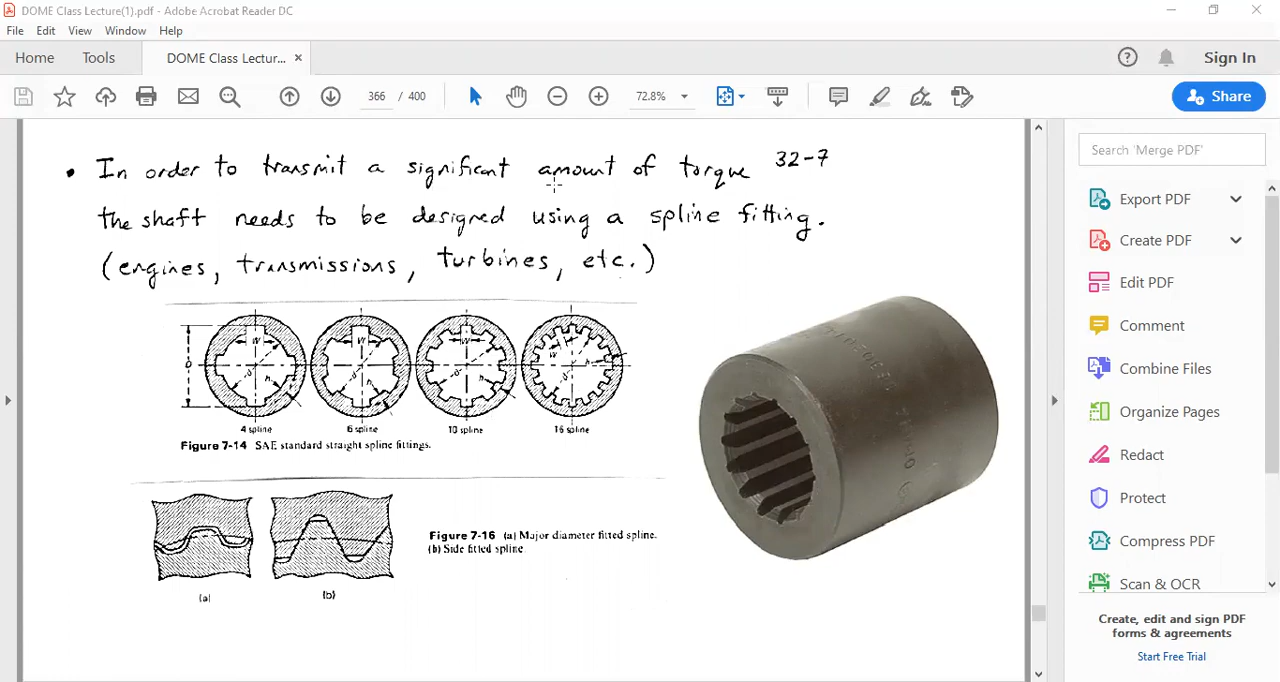 DOME Class Lecture(1).pdf - Adobe Acrobat Reader DC
File Edit View Window Help
Home Tools DOME Class Lectur... × Sign In
366 / 400 72.8% Share
• In order to transmit a significant amount of torque 32-7
the shaft needs to be designed using a spline fitting.
(engines, transmissions, turbines, etc.)
D W d h W d h W d h W d h
4 spline 6 spline 10 spline 16 spline
Figure 7-14 SAE standard straight spline fittings.
Figure 7-16 (a) Major diameter fitted spline.
(b) Side fitted spline
(a) (b)
Search 'Merge PDF'
Export PDF
Create PDF
Edit PDF
Comment
Combine Files
Organize Pages
Redact
Protect
Compress PDF
Scan & OCR
Create, edit and sign PDF
forms & agreements
Start Free Trial